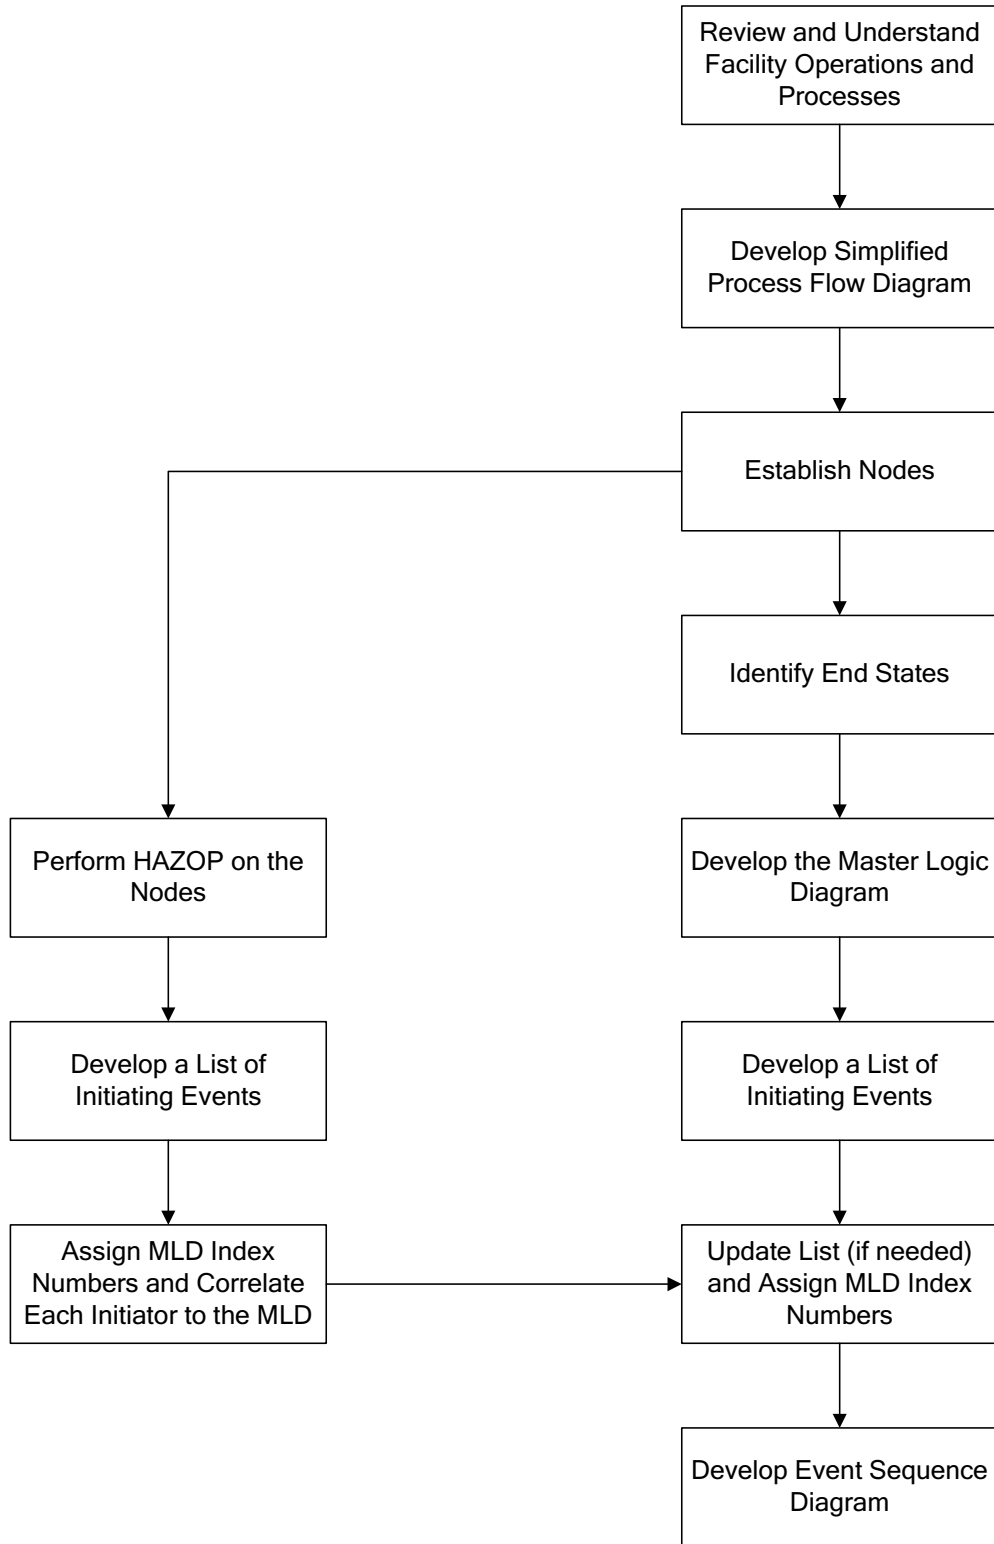 Review and Understand
Facility Operations and
Processes
Develop Simplified
Process Flow Diagram
Establish Nodes
Identify End States
Perform HAZOP on the
Nodes
Develop the Master Logic
Diagram
Develop a List of
Initiating Events
Develop a List of
Initiating Events
Assign MLD Index
Numbers and Correlate
Each Initiator to the MLD
Update List (if needed)
and Assign MLD Index
Numbers
Develop Event Sequence
Diagram